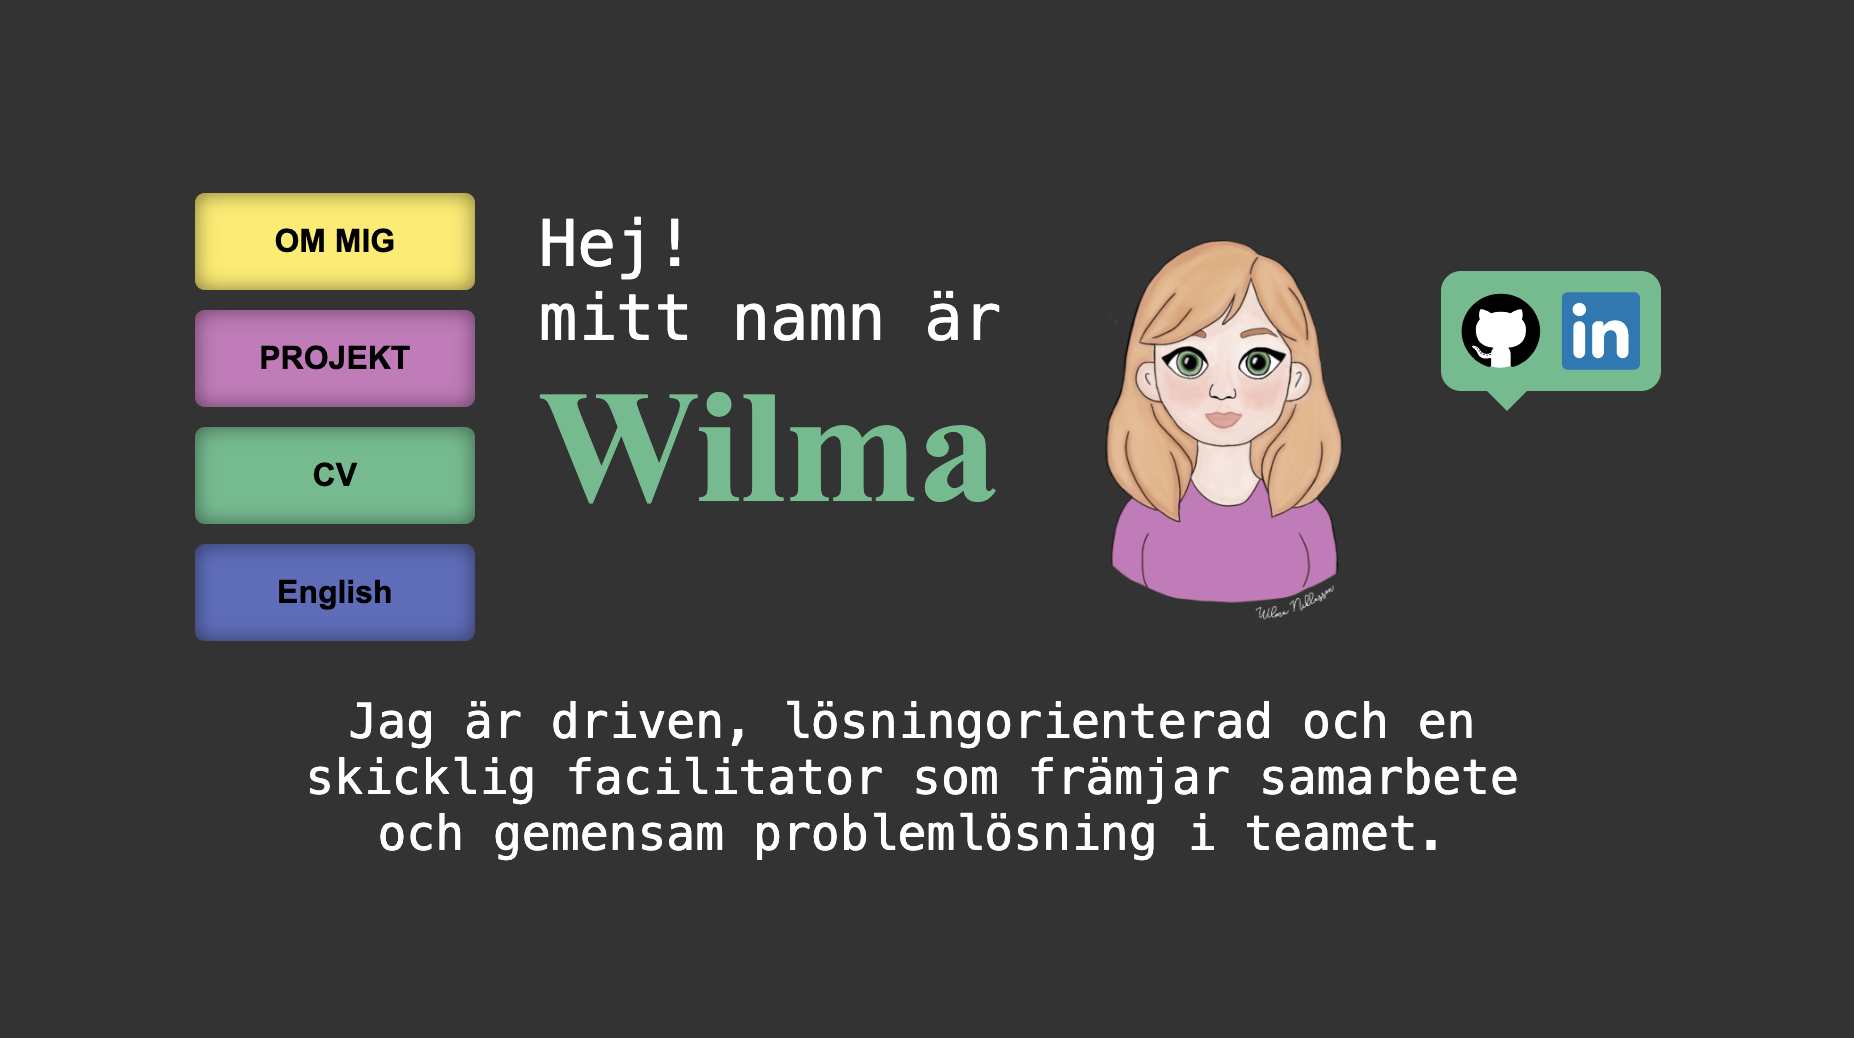 OM MIG
PROJEKT
CV
English
Hej!
mitt namn är
Wilma
in
Wilma Niklasson
Jag är driven, lösningorienterad och en
skicklig facilitator som främjar samarbete
och gemensam problemlösning i teamet.